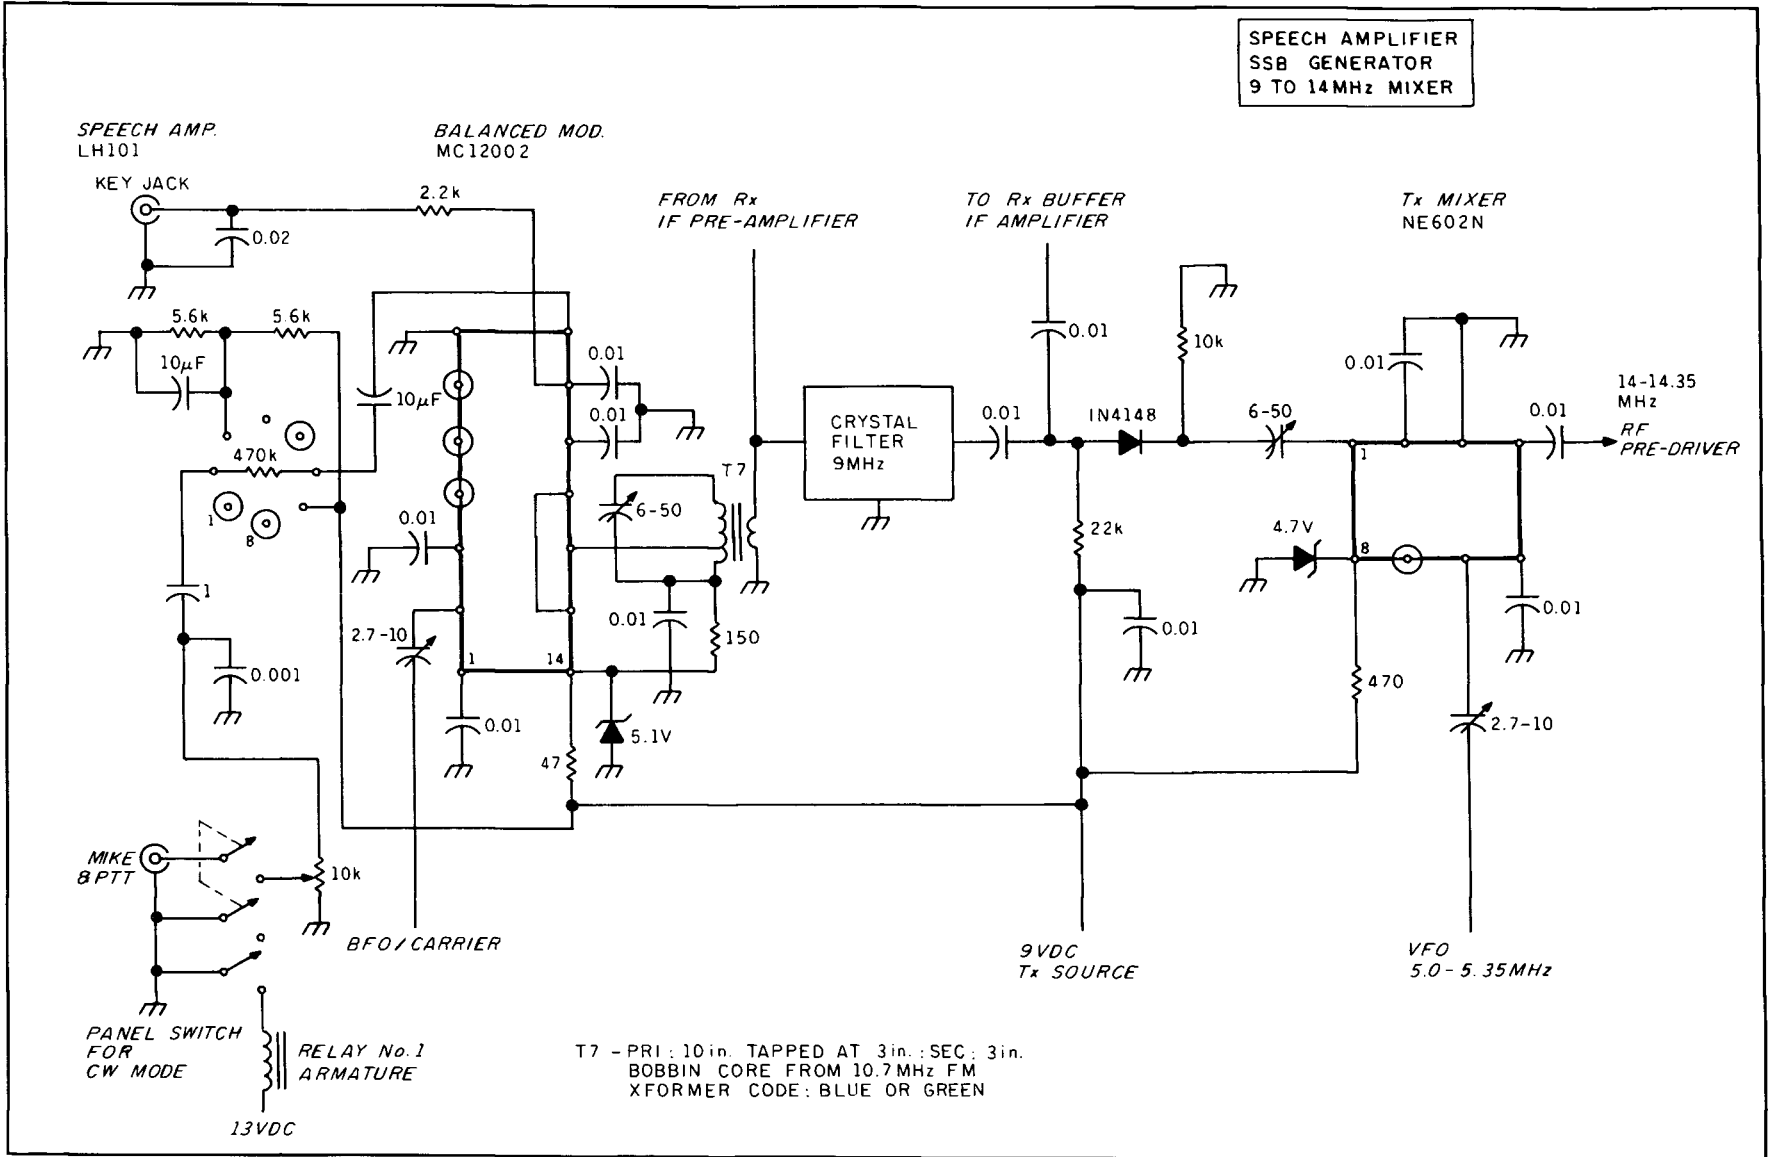 SPEECH AMPLIFIER
SSB GENERATOR
9 TO 14MHz MIXER
SPEECH AMP.
LH101
BALANCED MOD.
MC12002
KEY JACK
2.2k
0.02
FROM Rx
IF PRE-AMPLIFIER
TO Rx BUFFER
IF AMPLIFIER
Tx MIXER
NE602N
5.6k
5.6k
10µF
10µF
0.01
0.01
0.01
10k
0.01
14-14.35
MHz
RF
PRE-DRIVER
470k
1
8
CRYSTAL
FILTER
9MHz
0.01
1N4148
6-50
1
0.01
T7
6-50
0.01
22k
4.7V
8
0.01
1
0.001
2.7-10
0.01
150
0.01
1
14
0.01
5.1V
47
470
2.7-10
MIKE
8 PTT
10k
BFO/CARRIER
9VDC
Tx SOURCE
VFO
5.0-5.35MHz
PANEL SWITCH
FOR
CW MODE
RELAY No.1
ARMATURE
13VDC
T7 - PRI: 10in. TAPPED AT 3in.: SEC: 3in.
BOBBIN CORE FROM 10.7MHz FM
XFORMER CODE: BLUE OR GREEN